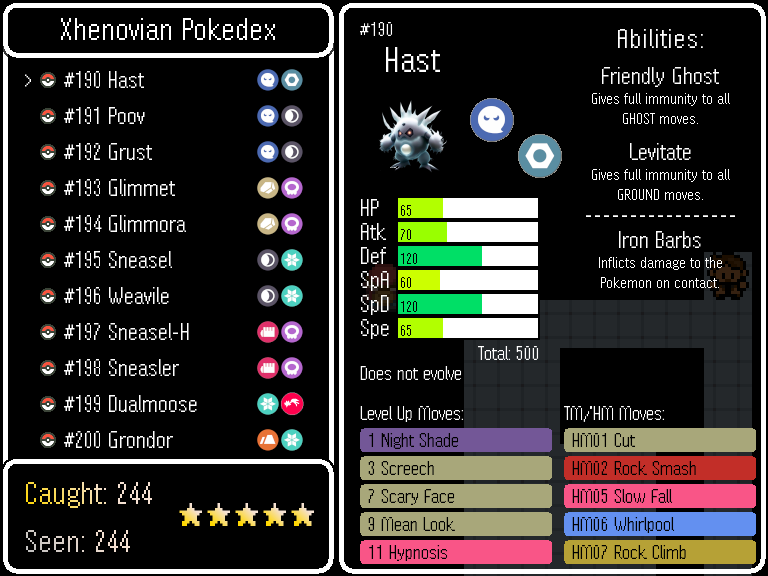 Xhenovian Pokedex
> #190 Hast
#191 Poov
#192 Grust
#193 Glimmet
#194 Glimmora
#195 Sneasel
#196 Weavile
#197 Sneasel-H
#198 Sneasler
#199 Dualmoose
#200 Grondor
Caught: 244
Seen: 244
#190
Hast
HP 65
Atk 70
Def 120
SpA 60
SpD 120
Spe 65
Total: 500
Does not evolve
Abilities:
Friendly Ghost
Gives full immunity to all
GHOST moves.
Levitate
Gives full immunity to all
GROUND moves.
Iron Barbs
Inflicts damage to the
Pokemon on contact.
Level Up Moves:
1 Night Shade
3 Screech
7 Scary Face
9 Mean Look
11 Hypnosis
TM/HM Moves:
HM01 Cut
HM02 Rock Smash
HM05 Slow Fall
HM06 Whirlpool
HM07 Rock Climb